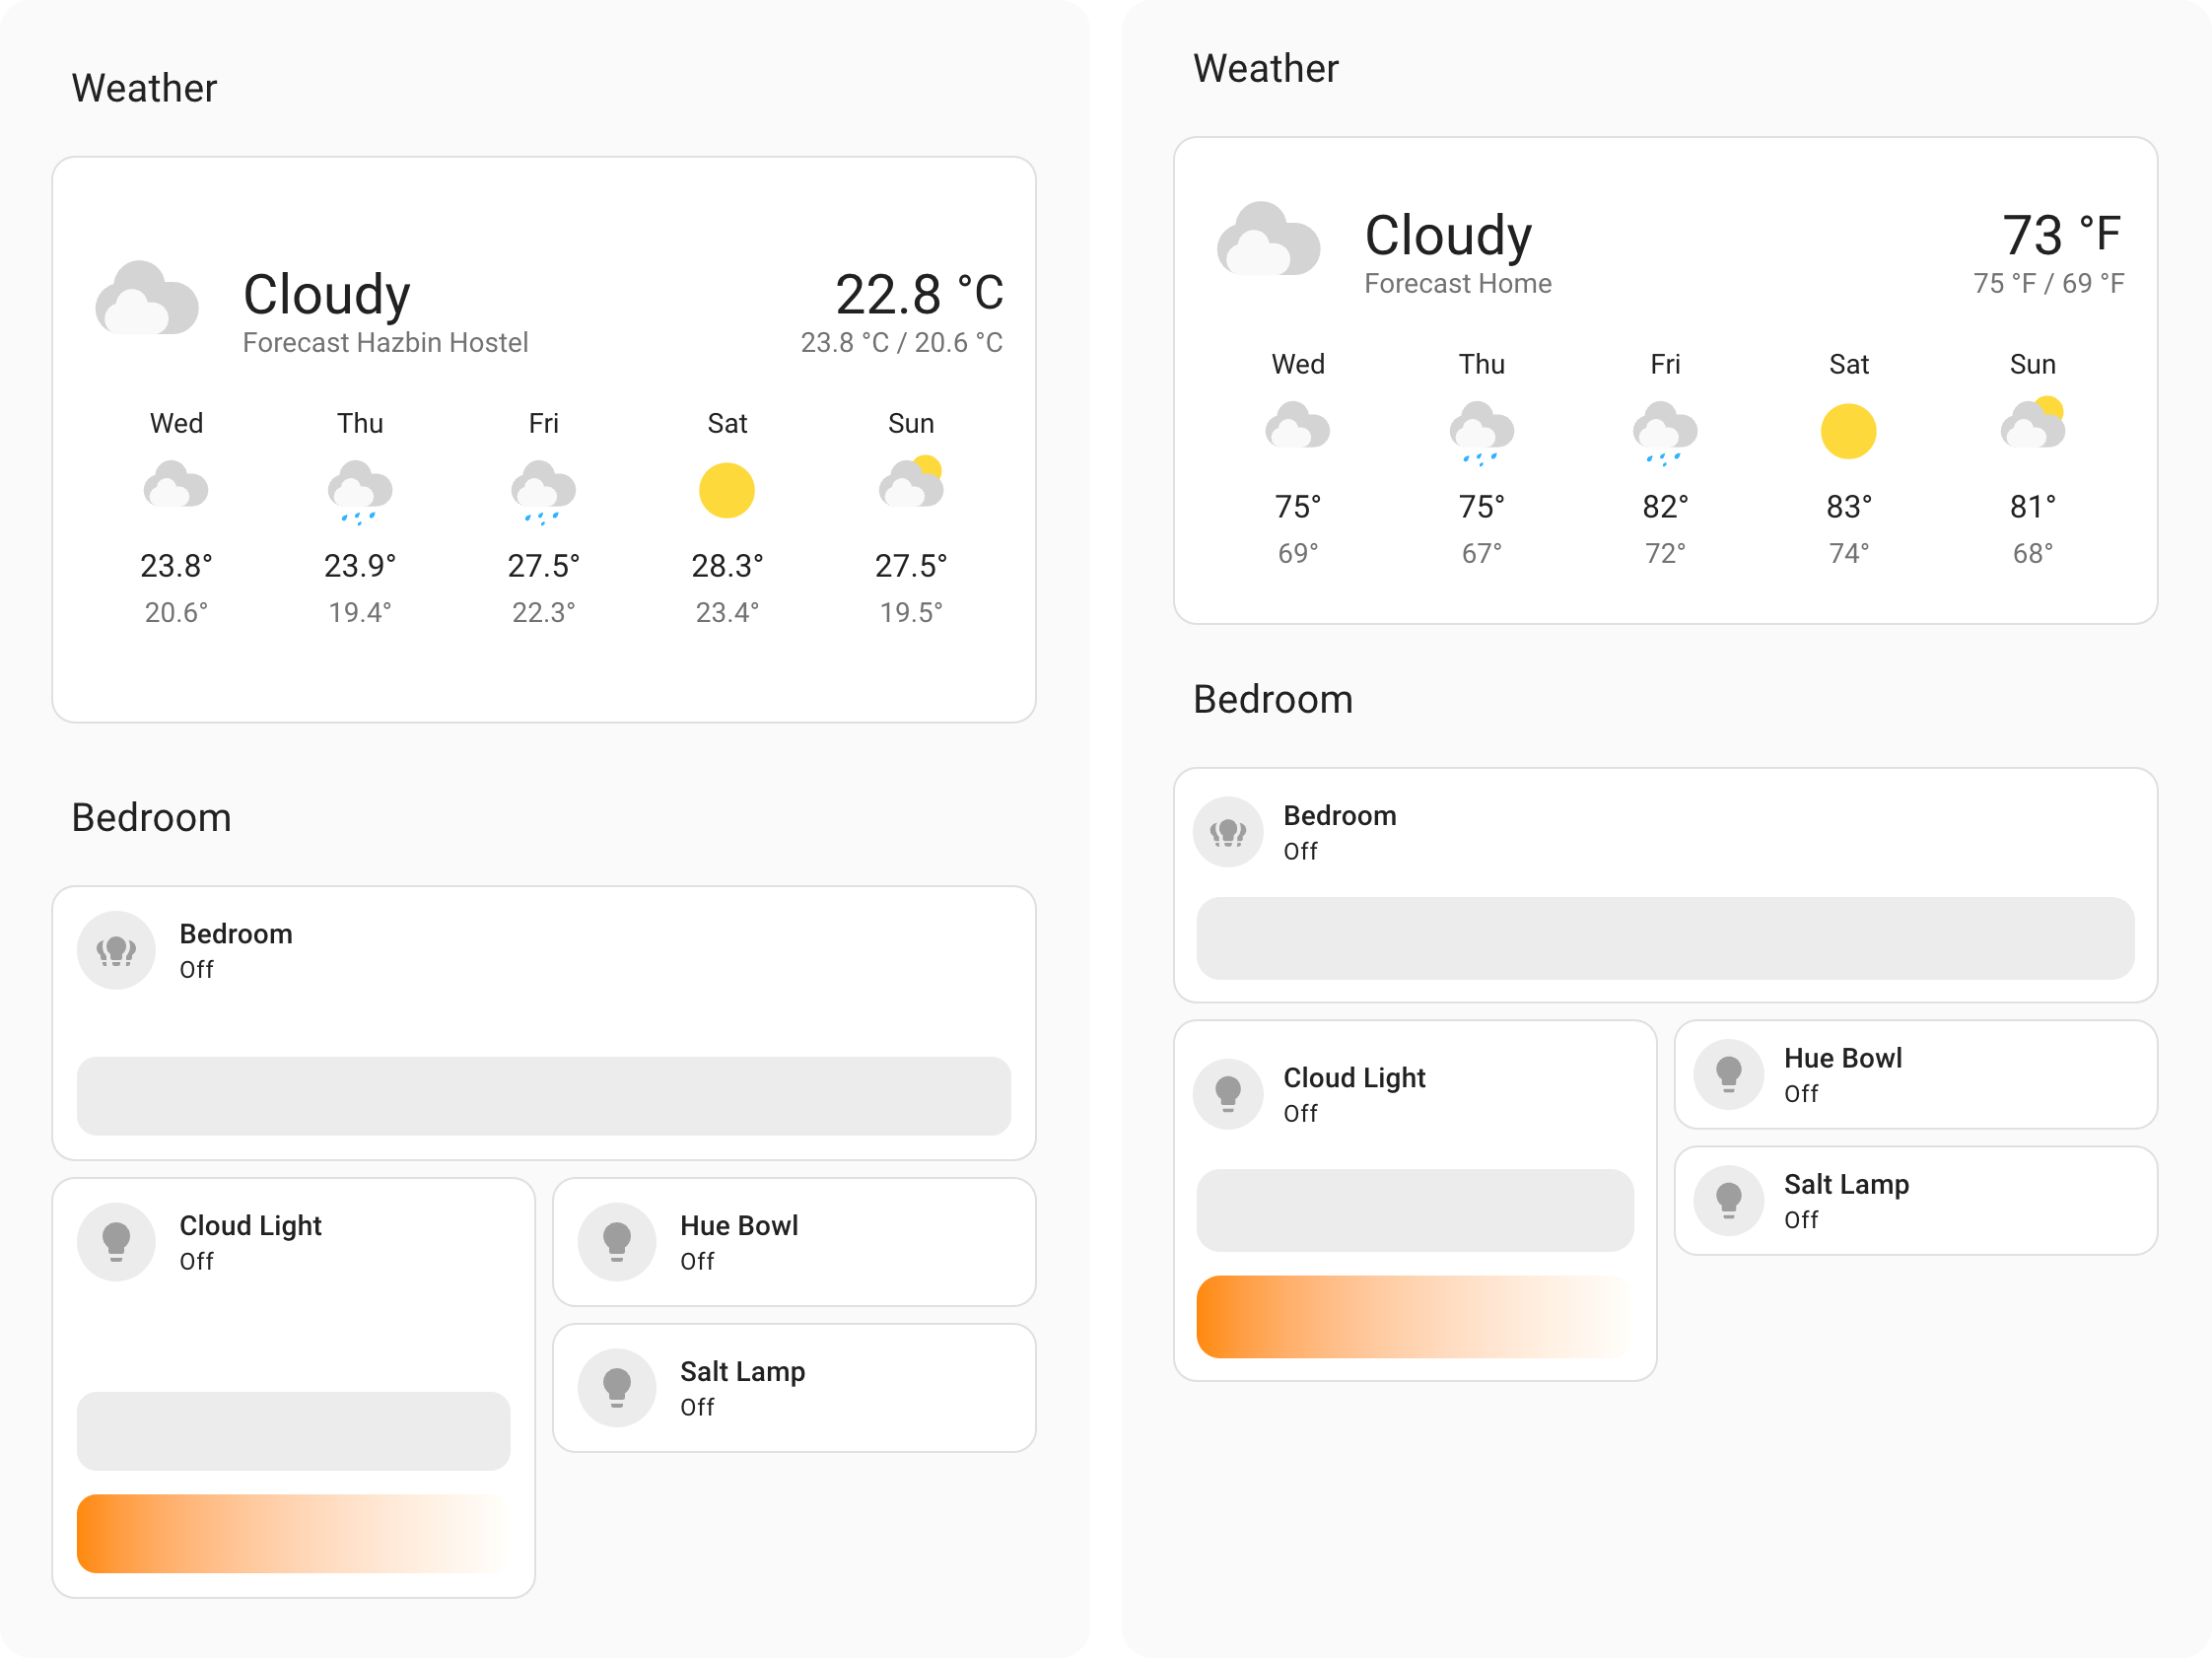 Weather
Cloudy
22.8 °C
Forecast Hazbin Hostel
23.8 °C / 20.6 °C
Wed Thu Fri Sat Sun
23.8° 23.9° 27.5° 28.3° 27.5°
20.6° 19.4° 22.3° 23.4° 19.5°
Bedroom
Bedroom
Off
Cloud Light
Off
Hue Bowl
Off
Salt Lamp
Off
Weather
Cloudy
73 °F
Forecast Home
75 °F / 69 °F
Wed Thu Fri Sat Sun
75° 75° 82° 83° 81°
69° 67° 72° 74° 68°
Bedroom
Bedroom
Off
Cloud Light
Off
Hue Bowl
Off
Salt Lamp
Off